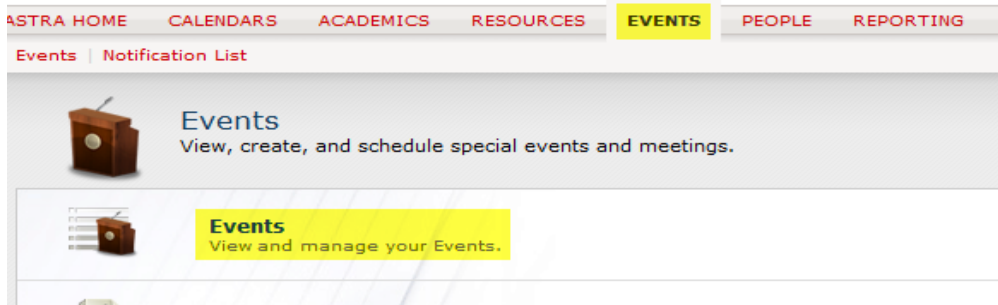 ASTRA HOME CALENDARS ACADEMICS RESOURCES EVENTS PEOPLE REPORTING
Events | Notification List
Events
View, create, and schedule special events and meetings.
Events
View and manage your Events.